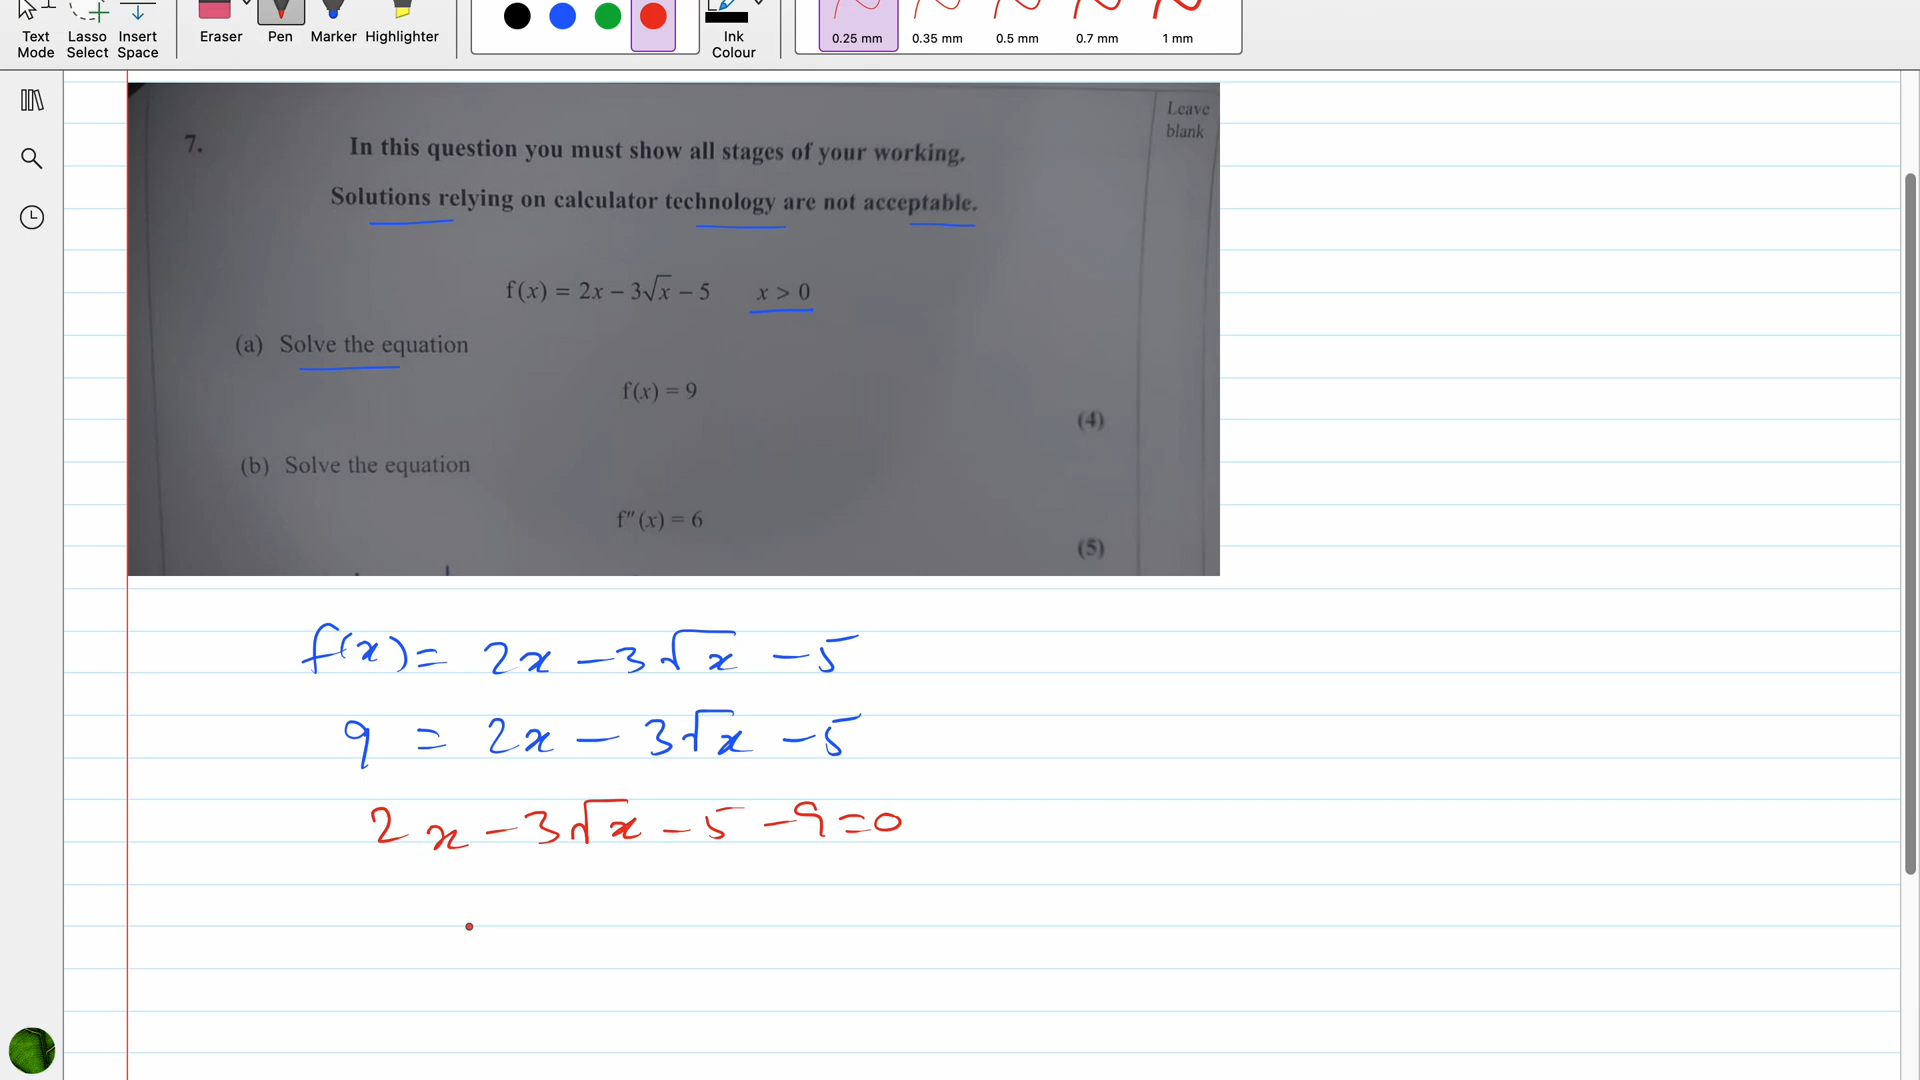 Text Mode
Lasso Select
Insert Space
Eraser
Pen
Marker
Highlighter
Ink Colour
0.25 mm
0.35 mm
0.5 mm
0.7 mm
1 mm
Leave blank
7. In this question you must show all stages of your working.
Solutions relying on calculator technology are not acceptable.
f(x) = 2x − 3√x − 5 x > 0
(a) Solve the equation
f(x) = 9
(4)
(b) Solve the equation
f″(x) = 6
(5)
f(x) = 2x − 3√x − 5
9 = 2x − 3√x − 5
2x − 3√x − 5 − 9 = 0